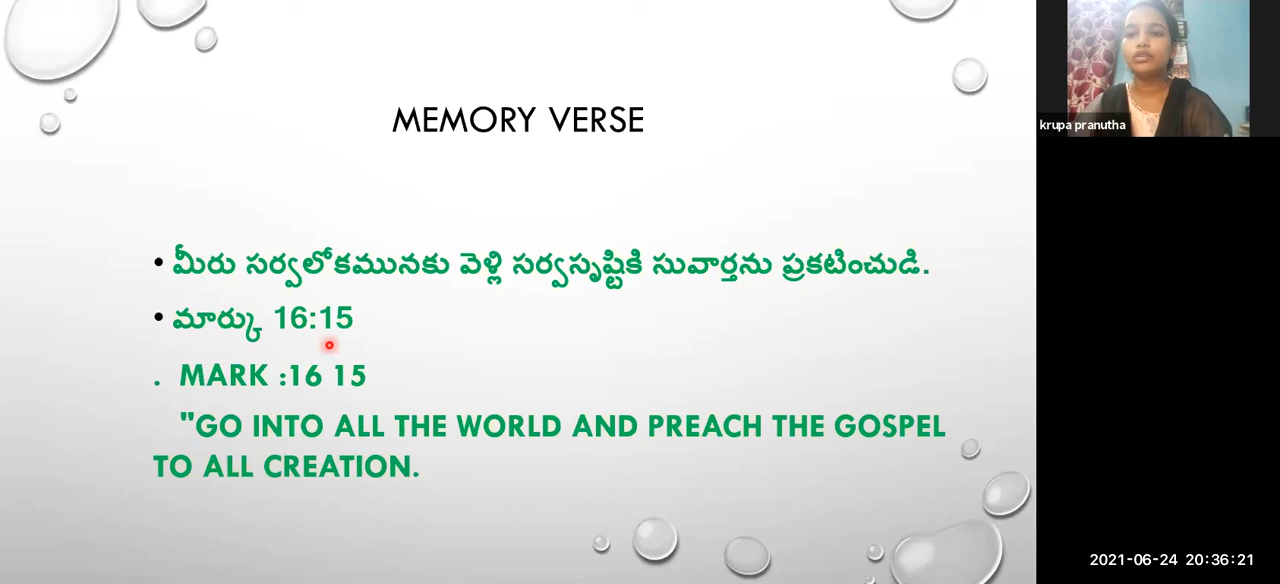 MEMORY VERSE
• మీరు సర్వలోకమునకు వెళ్లి సర్వసృష్టికి సువార్తను ప్రకటించుడి.
• మార్కు 16:15
. MARK :16 15
"GO INTO ALL THE WORLD AND PREACH THE GOSPEL
TO ALL CREATION.
krupa pranutha
2021-06-24 20:36:21